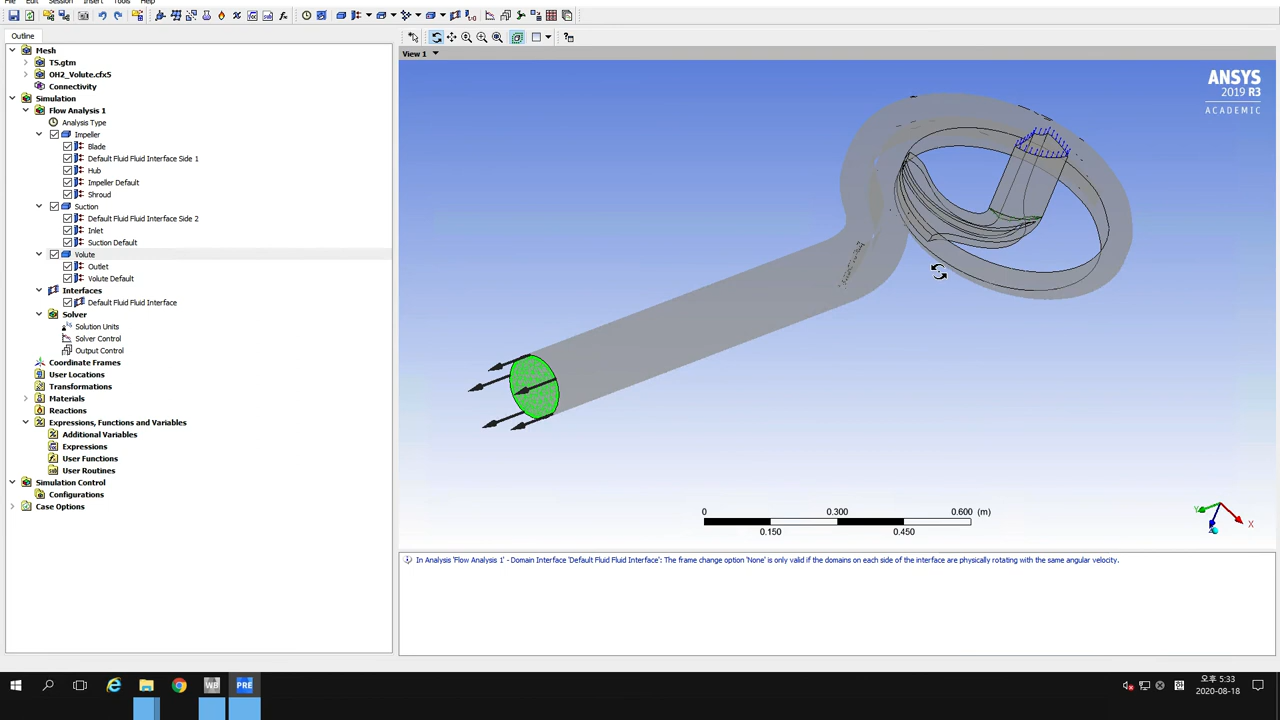 File Edit Session Insert Tools Help
Outline
Mesh
TS.gtm
OH2_Volute.cfx5
Connectivity
Simulation
Flow Analysis 1
Analysis Type
Impeller
Blade
Default Fluid Fluid Interface Side 1
Hub
Impeller Default
Shroud
Suction
Default Fluid Fluid Interface Side 2
Inlet
Suction Default
Volute
Outlet
Volute Default
Interfaces
Default Fluid Fluid Interface
Solver
Solution Units
Solver Control
Output Control
Coordinate Frames
User Locations
Transformations
Materials
Reactions
Expressions, Functions and Variables
Additional Variables
Expressions
User Functions
User Routines
Simulation Control
Configurations
Case Options
View 1
ANSYS
2019 R3
ACADEMIC
0 0.300 0.600 (m)
0.150 0.450
Y X
Z
In Analysis 'Flow Analysis 1' - Domain Interface 'Default Fluid Fluid Interface': The frame change option 'None' is only valid if the domains on each side of the interface are physically rotating with the same angular velocity.
WB PRE
오후 5:33
2020-08-18